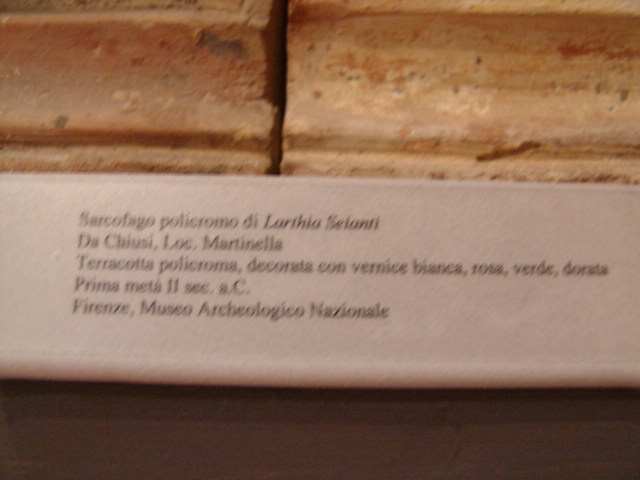 Sarcofago policromo di Larthia Seianti
Da Chiusi, Loc. Martinella
Terracotta policroma, decorata con vernice bianca, rosa, verde, dorata
Prima metà II sec. a.C.
Firenze, Museo Archeologico Nazionale